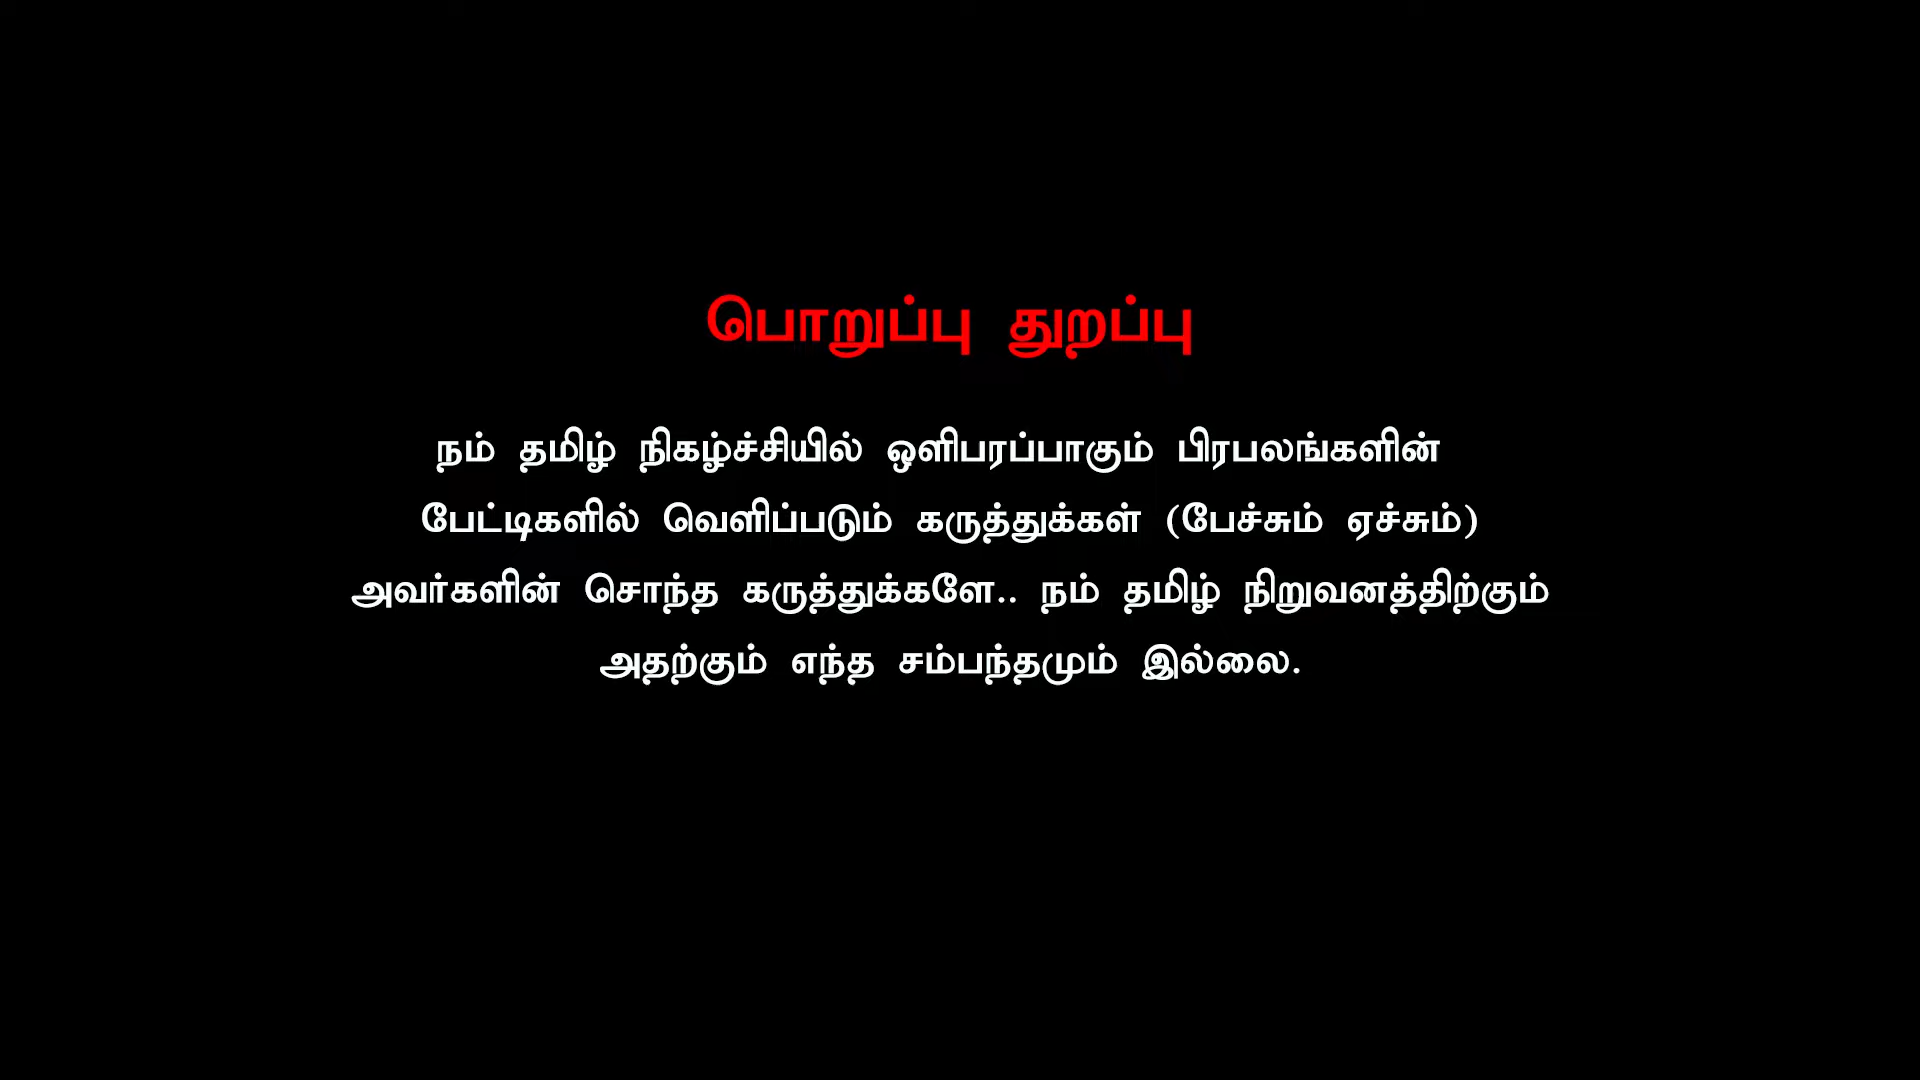 பொறுப்பு துறப்பு
நம் தமிழ் நிகழ்ச்சியில் ஒளிபரப்பாகும் பிரபலங்களின்
பேட்டிகளில் வெளிப்படும் கருத்துக்கள் (பேச்சும் ஏச்சும்)
அவர்களின் சொந்த கருத்துக்களே.. நம் தமிழ் நிறுவனத்திற்கும்
அதற்கும் எந்த சம்பந்தமும் இல்லை.